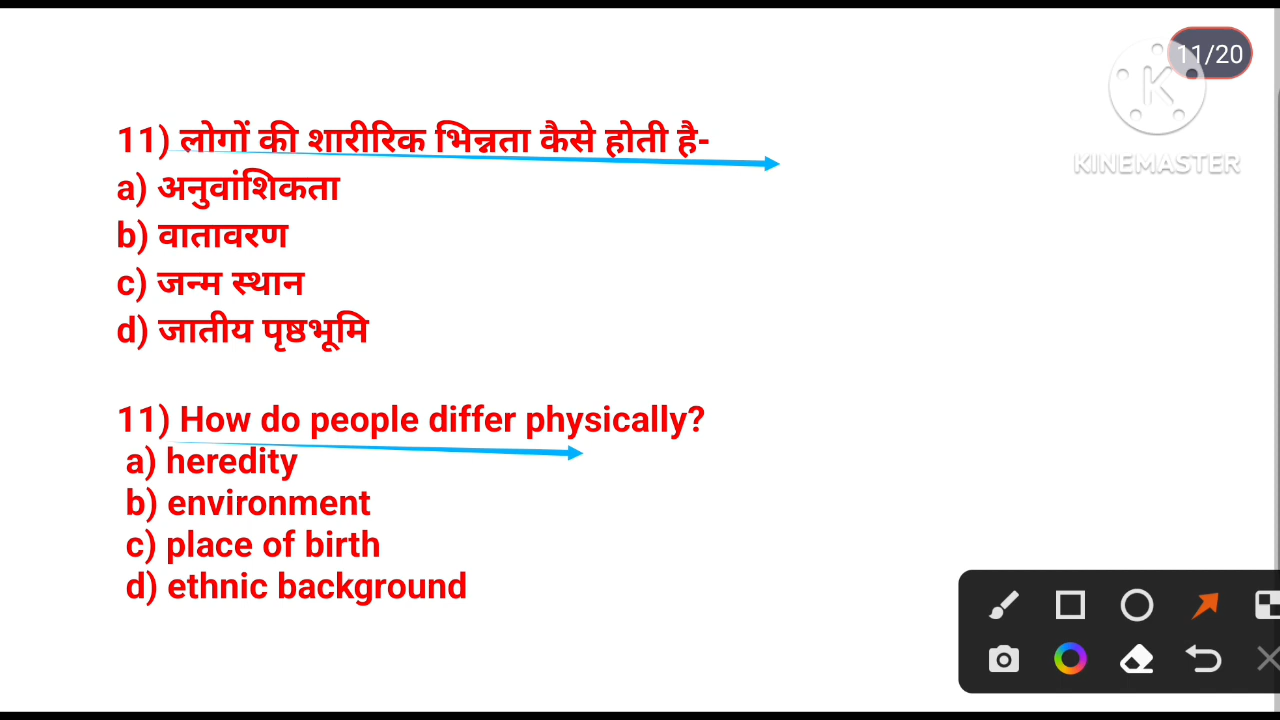 11/20
KINEMASTER
11) लोगों की शारीरिक भिन्नता कैसे होती है-
a) अनुवांशिकता
b) वातावरण
c) जन्म स्थान
d) जातीय पृष्ठभूमि
11) How do people differ physically?
a) heredity
b) environment
c) place of birth
d) ethnic background